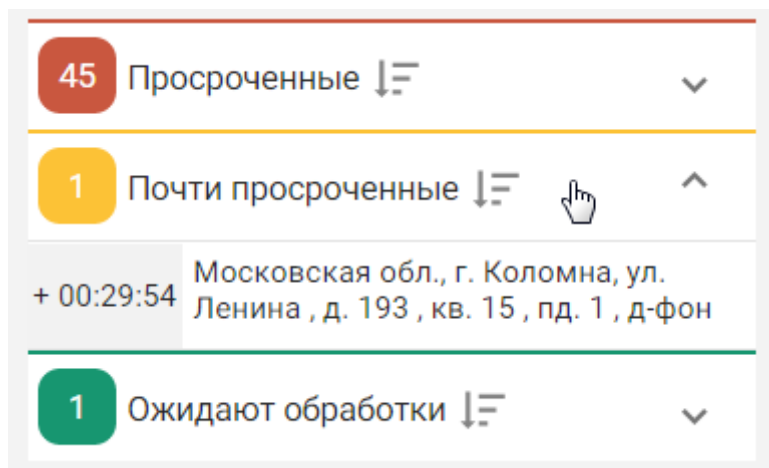 45 Просроченные
1 Почти просроченные
+ 00:29:54 Московская обл., г. Коломна, ул.
Ленина , д. 193 , кв. 15 , пд. 1 , д-фон
1 Ожидают обработки